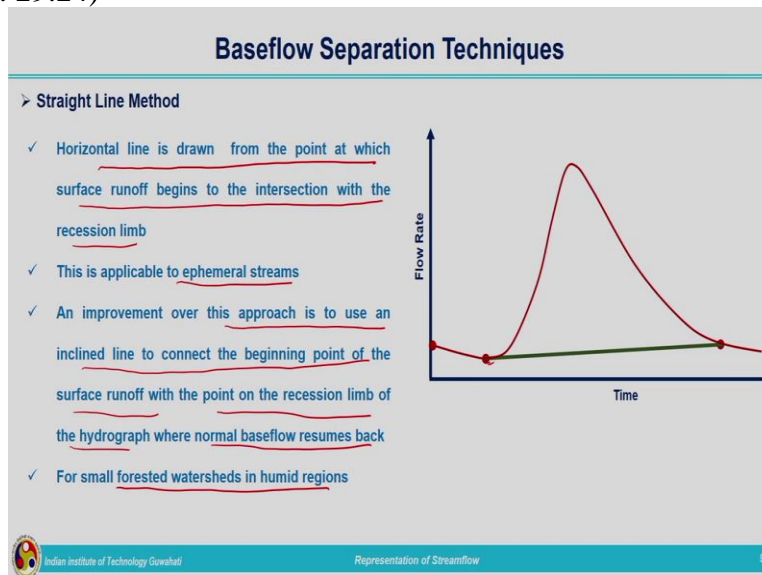 : 29:24)
Baseflow Separation Techniques
➢ Straight Line Method
✓ Horizontal line is drawn from the point at which
surface runoff begins to the intersection with the
recession limb
✓ This is applicable to ephemeral streams
✓ An improvement over this approach is to use an
inclined line to connect the beginning point of the
surface runoff with the point on the recession limb of
the hydrograph where normal baseflow resumes back
✓ For small forested watersheds in humid regions
Flow Rate
Time
Indian institute of Technology Guwahati
Representation of Streamflow